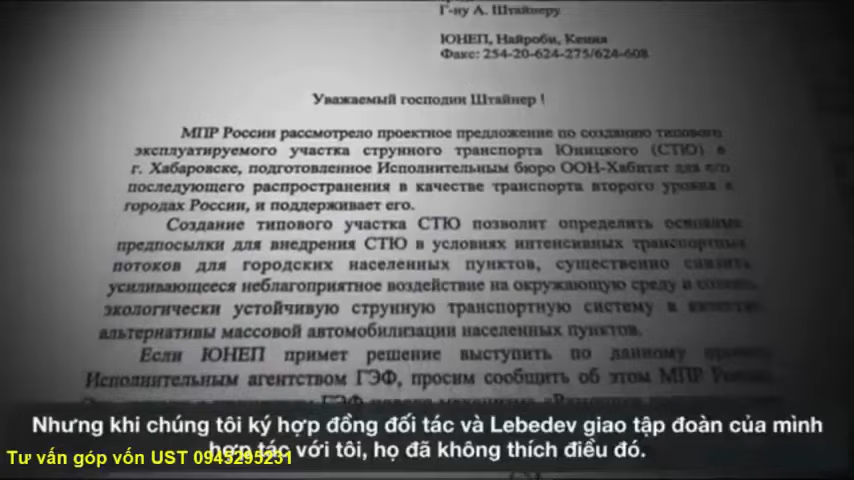 Г-ну А. Штайнеру
ЮНЕП, Найроби, Кения
Факс: 254-20-624-275/624-608
Уважаемый господин Штайнер !
МПР России рассмотрело проектное предложение по созданию типового
эксплуатируемого участка струнного транспорта Юницкого (СТЮ) в
г. Хабаровске, подготовленное Исполнительным бюро ООН-Хабитат для его
последующего распространения в качестве транспорта второго уровня в
городах России, и поддерживает его.
Создание типового участка СТЮ позволит определить основные
предпосылки для внедрения СТЮ в условиях интенсивных транспортных
потоков для городских населенных пунктов, существенно снизить
усиливающееся неблагоприятное воздействие на окружающую среду и создать
экологически устойчивую струнную транспортную систему в качестве
альтернативы массовой автомобилизации населенных пунктов.
Если ЮНЕП примет решение выступить по данному проекту
Исполнительным агентством ГЭФ, просим сообщить об этом МПР России
Nhưng khi chúng tôi ký hợp đồng đối tác và Lebedev giao tập đoàn của mình
hợp tác với tôi, họ đã không thích điều đó.
Tư vấn góp vốn UST 0945295231